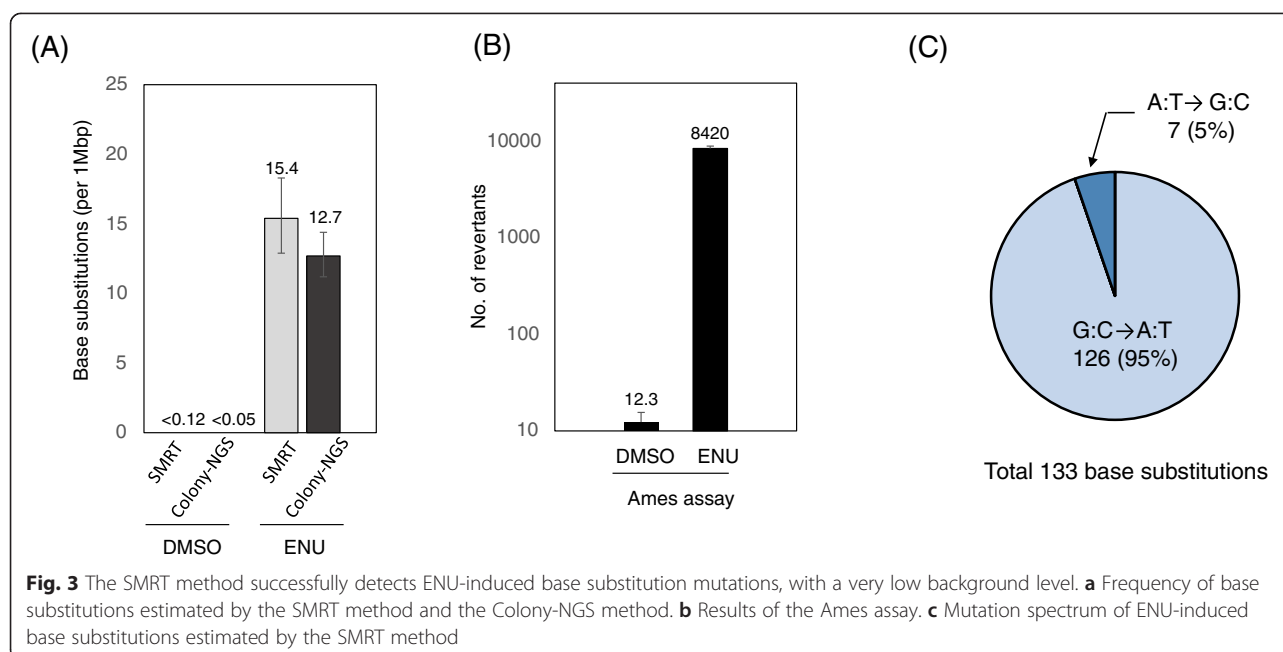 (A)
Base substitutions (per 1Mbp)
25
20
15
10
5
0
<0.12 <0.05
15.4
12.7
SMRT
Colony-NGS
SMRT
Colony-NGS
DMSO
ENU
(B)
No. of revertants
10000
1000
100
10
12.3
8420
DMSO
ENU
Ames assay
(C)
A:T→ G:C
7 (5%)
G:C→A:T
126 (95%)
Total 133 base substitutions
Fig. 3 The SMRT method successfully detects ENU-induced base substitution mutations, with a very low background level. a Frequency of base
substitutions estimated by the SMRT method and the Colony-NGS method. b Results of the Ames assay. c Mutation spectrum of ENU-induced
base substitutions estimated by the SMRT method